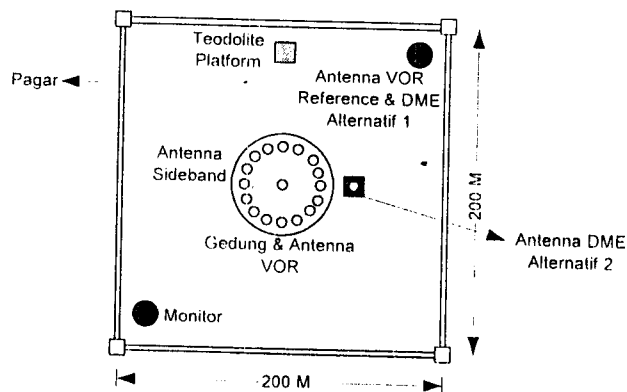 Teodolite
Platform
Pagar
Antenna VOR
Reference & DME
Alternatif 1
Antenna
Sideband
Gedung & Antenna
VOR
200 M
Antenna DME
Alternatif 2
Monitor
200 M